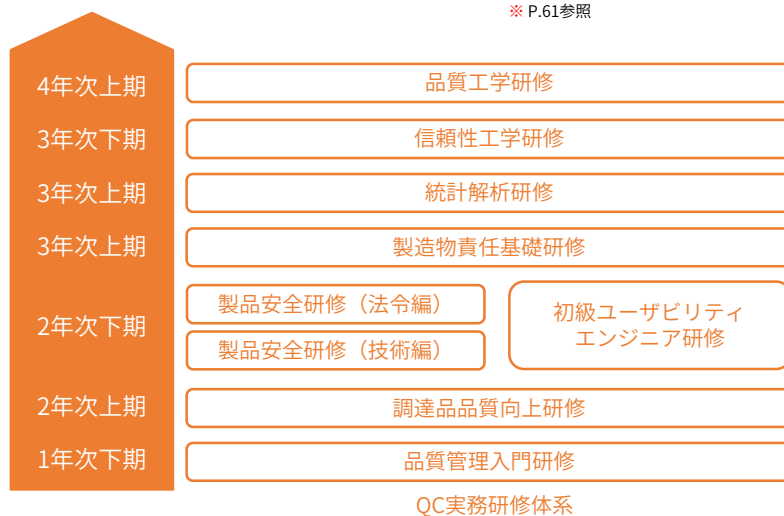 ※ P.61参照
4年次上期
品質工学研修
3年次下期
信頼性工学研修
3年次上期
統計解析研修
3年次上期
製造物責任基礎研修
2年次下期
製品安全研修（法令編）
製品安全研修（技術編）
初級ユーザビリティ
エンジニア研修
2年次上期
調達品品質向上研修
1年次下期
品質管理入門研修
QC実務研修体系